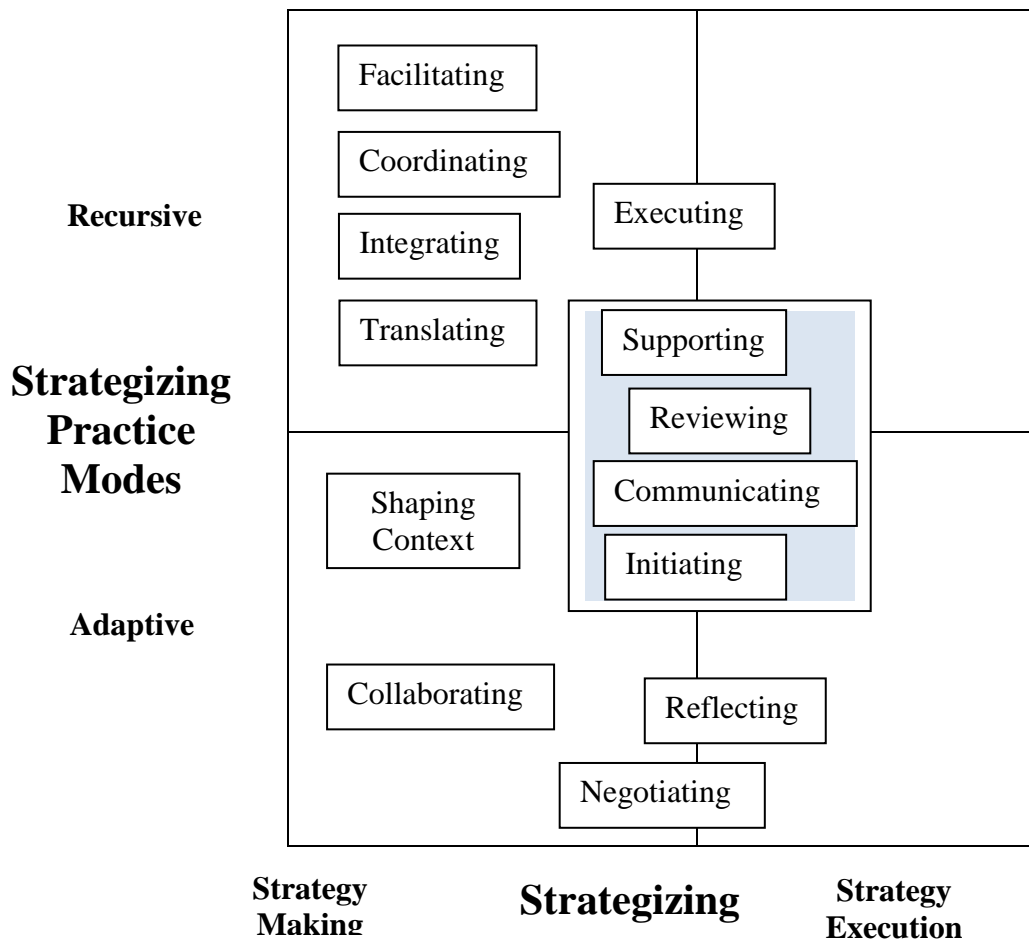 Facilitating
Coordinating
Recursive
Executing
Integrating
Translating
Supporting
Strategizing
Practice
Modes
Reviewing
Shaping
Context
Communicating
Initiating
Adaptive
Collaborating
Reflecting
Negotiating
Strategy
Making
Strategizing
Strategy
Execution